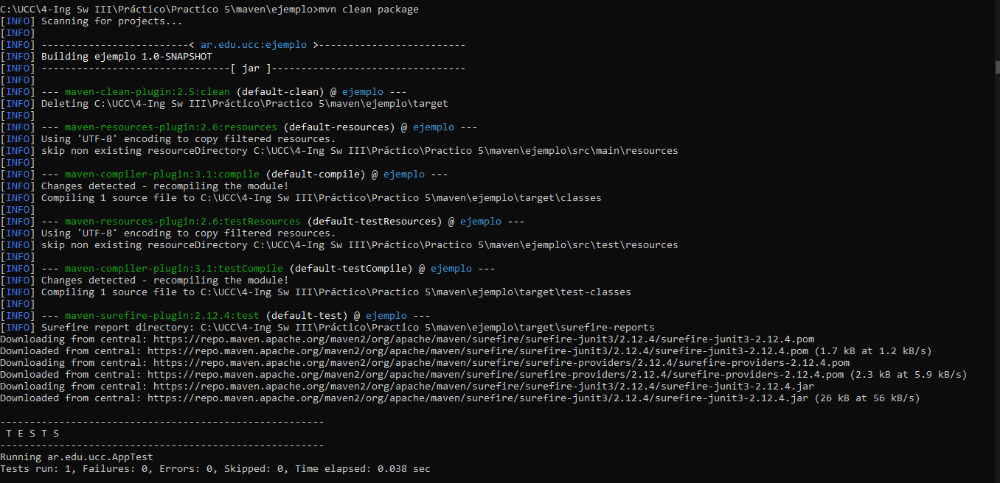 C:\UCC\4-Ing Sw III\Práctico\Practico 5\maven\ejemplo>mvn clean package
[INFO] Scanning for projects...
[INFO]
[INFO] -------------------------< ar.edu.ucc:ejemplo >-------------------------
[INFO] Building ejemplo 1.0-SNAPSHOT
[INFO] --------------------------------[ jar ]---------------------------------
[INFO]
[INFO] --- maven-clean-plugin:2.5:clean (default-clean) @ ejemplo ---
[INFO] Deleting C:\UCC\4-Ing Sw III\Práctico\Practico 5\maven\ejemplo\target
[INFO]
[INFO] --- maven-resources-plugin:2.6:resources (default-resources) @ ejemplo ---
[INFO] Using 'UTF-8' encoding to copy filtered resources.
[INFO] skip non existing resourceDirectory C:\UCC\4-Ing Sw III\Práctico\Practico 5\maven\ejemplo\src\main\resources
[INFO]
[INFO] --- maven-compiler-plugin:3.1:compile (default-compile) @ ejemplo ---
[INFO] Changes detected - recompiling the module!
[INFO] Compiling 1 source file to C:\UCC\4-Ing Sw III\Práctico\Practico 5\maven\ejemplo\target\classes
[INFO]
[INFO] --- maven-resources-plugin:2.6:testResources (default-testResources) @ ejemplo ---
[INFO] Using 'UTF-8' encoding to copy filtered resources.
[INFO] skip non existing resourceDirectory C:\UCC\4-Ing Sw III\Práctico\Practico 5\maven\ejemplo\src\test\resources
[INFO]
[INFO] --- maven-compiler-plugin:3.1:testCompile (default-testCompile) @ ejemplo ---
[INFO] Changes detected - recompiling the module!
[INFO] Compiling 1 source file to C:\UCC\4-Ing Sw III\Práctico\Practico 5\maven\ejemplo\target\test-classes
[INFO]
[INFO] --- maven-surefire-plugin:2.12.4:test (default-test) @ ejemplo ---
[INFO] Surefire report directory: C:\UCC\4-Ing Sw III\Práctico\Practico 5\maven\ejemplo\target\surefire-reports
Downloading from central: https://repo.maven.apache.org/maven2/org/apache/maven/surefire/surefire-junit3/2.12.4/surefire-junit3-2.12.4.pom
Downloaded from central: https://repo.maven.apache.org/maven2/org/apache/maven/surefire/surefire-junit3/2.12.4/surefire-junit3-2.12.4.pom (1.7 kB at 1.2 kB/s)
Downloading from central: https://repo.maven.apache.org/maven2/org/apache/maven/surefire/surefire-providers/2.12.4/surefire-providers-2.12.4.pom
Downloaded from central: https://repo.maven.apache.org/maven2/org/apache/maven/surefire/surefire-providers/2.12.4/surefire-providers-2.12.4.pom (2.3 kB at 5.9 kB/s)
Downloading from central: https://repo.maven.apache.org/maven2/org/apache/maven/surefire/surefire-junit3/2.12.4/surefire-junit3-2.12.4.jar
Downloaded from central: https://repo.maven.apache.org/maven2/org/apache/maven/surefire/surefire-junit3/2.12.4/surefire-junit3-2.12.4.jar (26 kB at 56 kB/s)
-------------------------------------------------------
T E S T S
-------------------------------------------------------
Running ar.edu.ucc.AppTest
Tests run: 1, Failures: 0, Errors: 0, Skipped: 0, Time elapsed: 0.038 sec